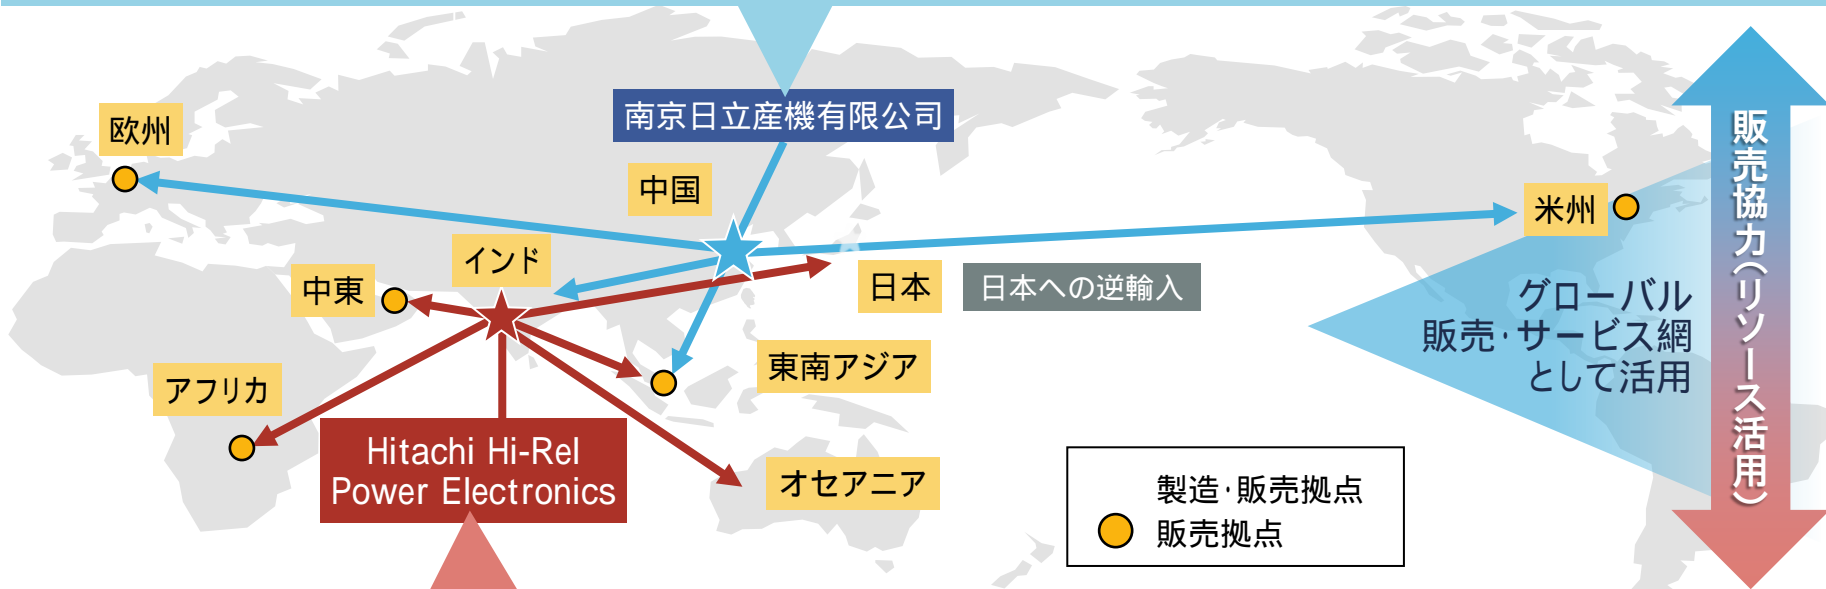 南京日立産機有限公司
欧州
中国
米州
インド
中東
日本
日本への逆輸入
グローバル
販売・サービス網
として活用
東南アジア
アフリカ
Hitachi Hi-Rel
Power Electronics
オセアニア
製造・販売拠点
販売拠点
販売協力(リソース活用)